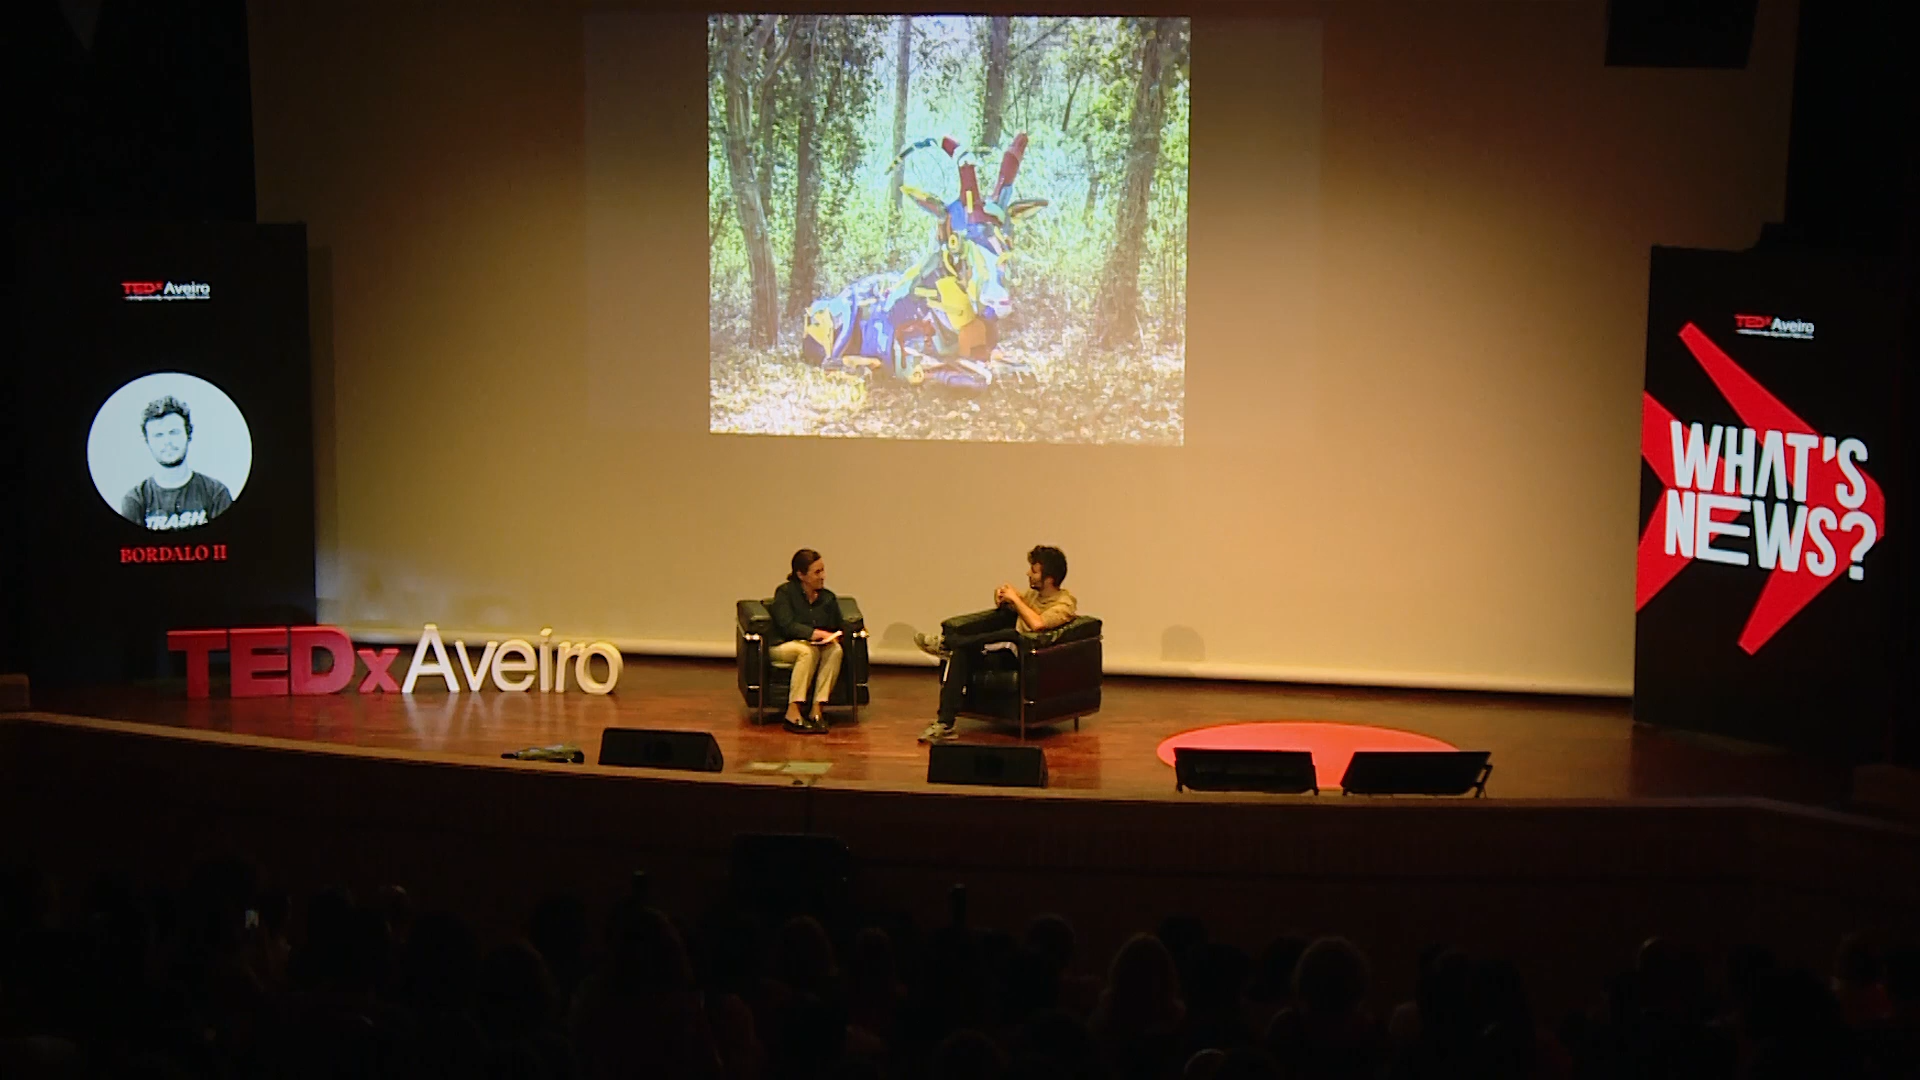 TEDxAveiro
TRASH.
BORDALO II
TEDxAveiro
TEDxAveiro
WHAT'S
NEWS?